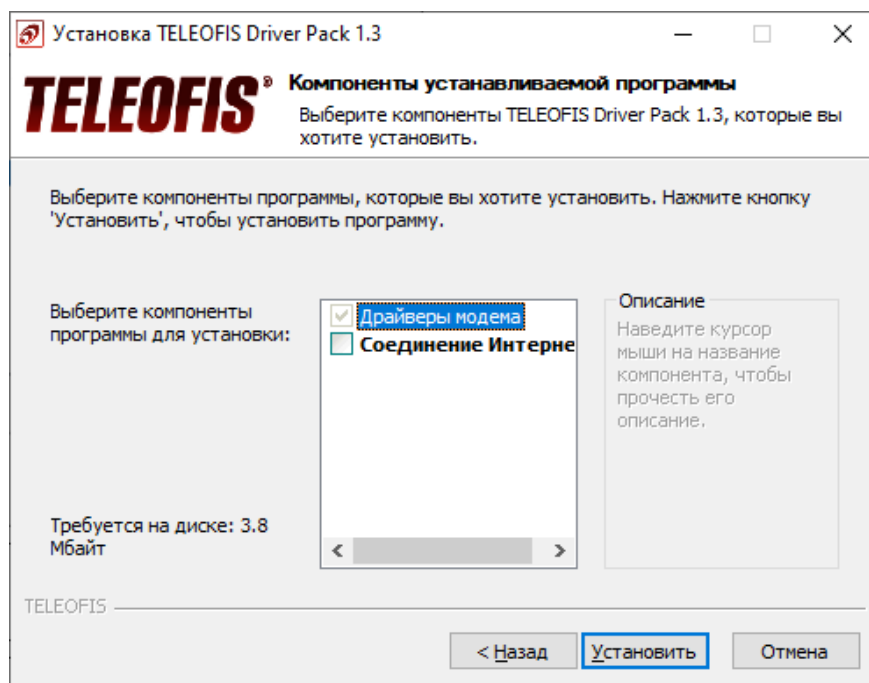 Установка TELEOFIS Driver Pack 1.3
TELEOFIS®
Компоненты устанавливаемой программы
Выберите компоненты TELEOFIS Driver Pack 1.3, которые вы
хотите установить.
Выберите компоненты программы, которые вы хотите установить. Нажмите кнопку
'Установить', чтобы установить программу.
Выберите компоненты
программы для установки:
Драйверы модема
Соединение Интерне
Описание
Наведите курсор
мыши на название
компонента, чтобы
прочесть его
описание.
Требуется на диске: 3.8
Мбайт
TELEOFIS
< Назад
Установить
Отмена